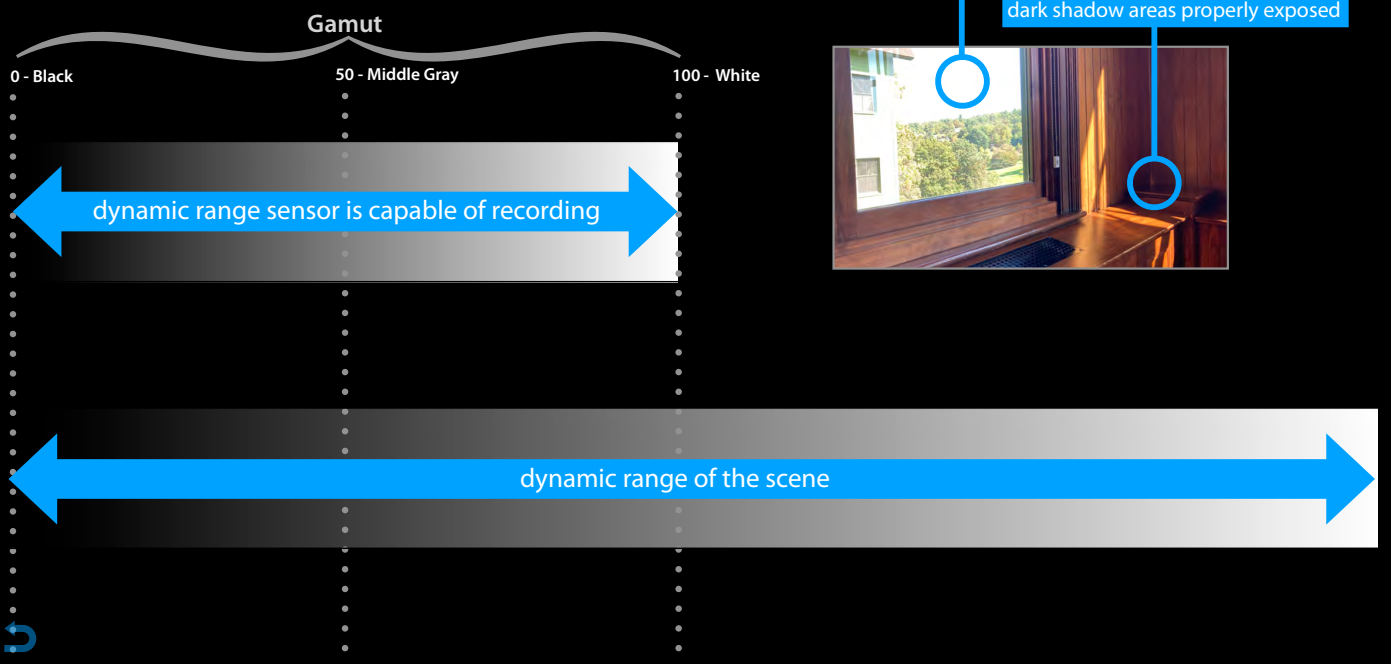 Gamut
dark shadow areas properly exposed
0 - Black
50 - Middle Gray
100 - White
dynamic range sensor is capable of recording
dynamic range of the scene